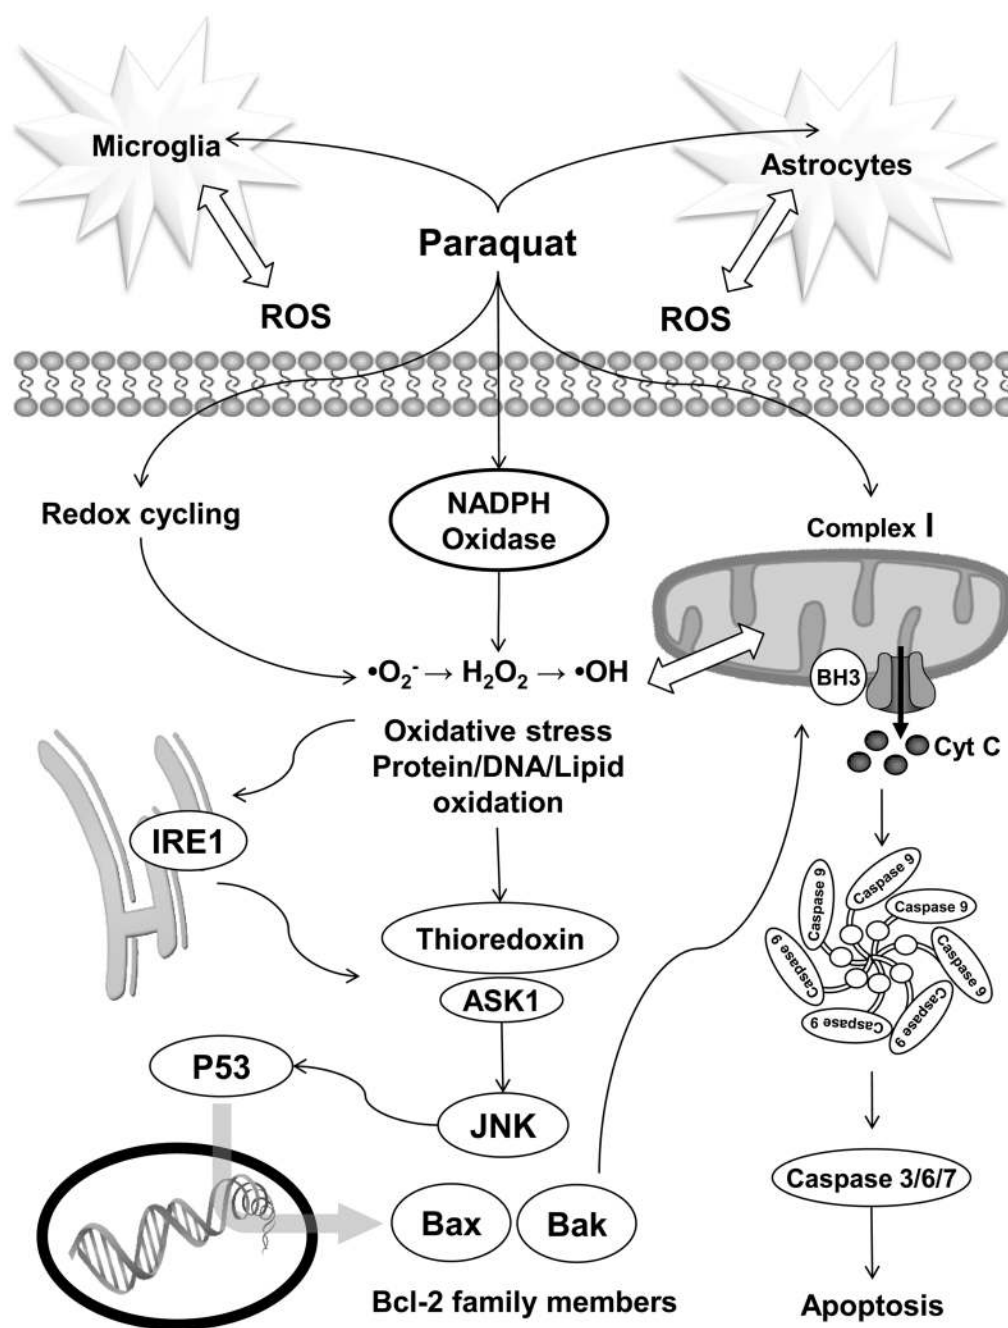 Microglia
Astrocytes
Paraquat
ROS
ROS
Redox cycling
NADPH
Oxidase
Complex I
•O₂⁻ → H₂O₂ → •OH
BH3
Cyt C
Oxidative stress
Protein/DNA/Lipid
oxidation
IRE1
Caspase 9
Caspase 9
Caspase 9
Caspase 9
Caspase 9
Caspase 9
Caspase 9
Thioredoxin
ASK1
P53
JNK
Caspase 3/6/7
Bax
Bak
Bcl-2 family members
Apoptosis